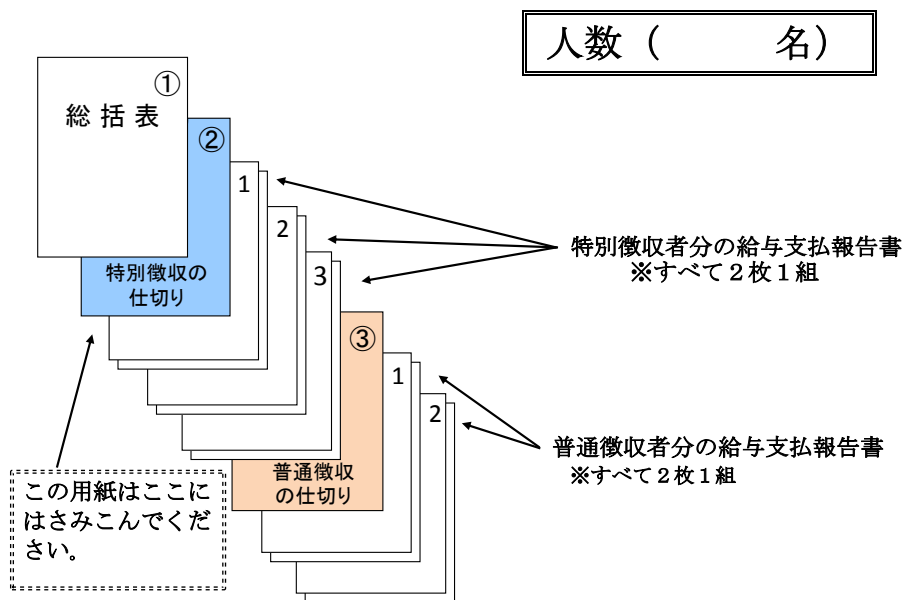 人数（　　　名）
①
総括表
②
特別徴収の
仕切り
1
2
3
特別徴収者分の給与支払報告書
※すべて２枚１組
③
普通徴収
の仕切り
1
2
普通徴収者分の給与支払報告書
※すべて２枚１組
この用紙はここに
はさみこんでくだ
さい。